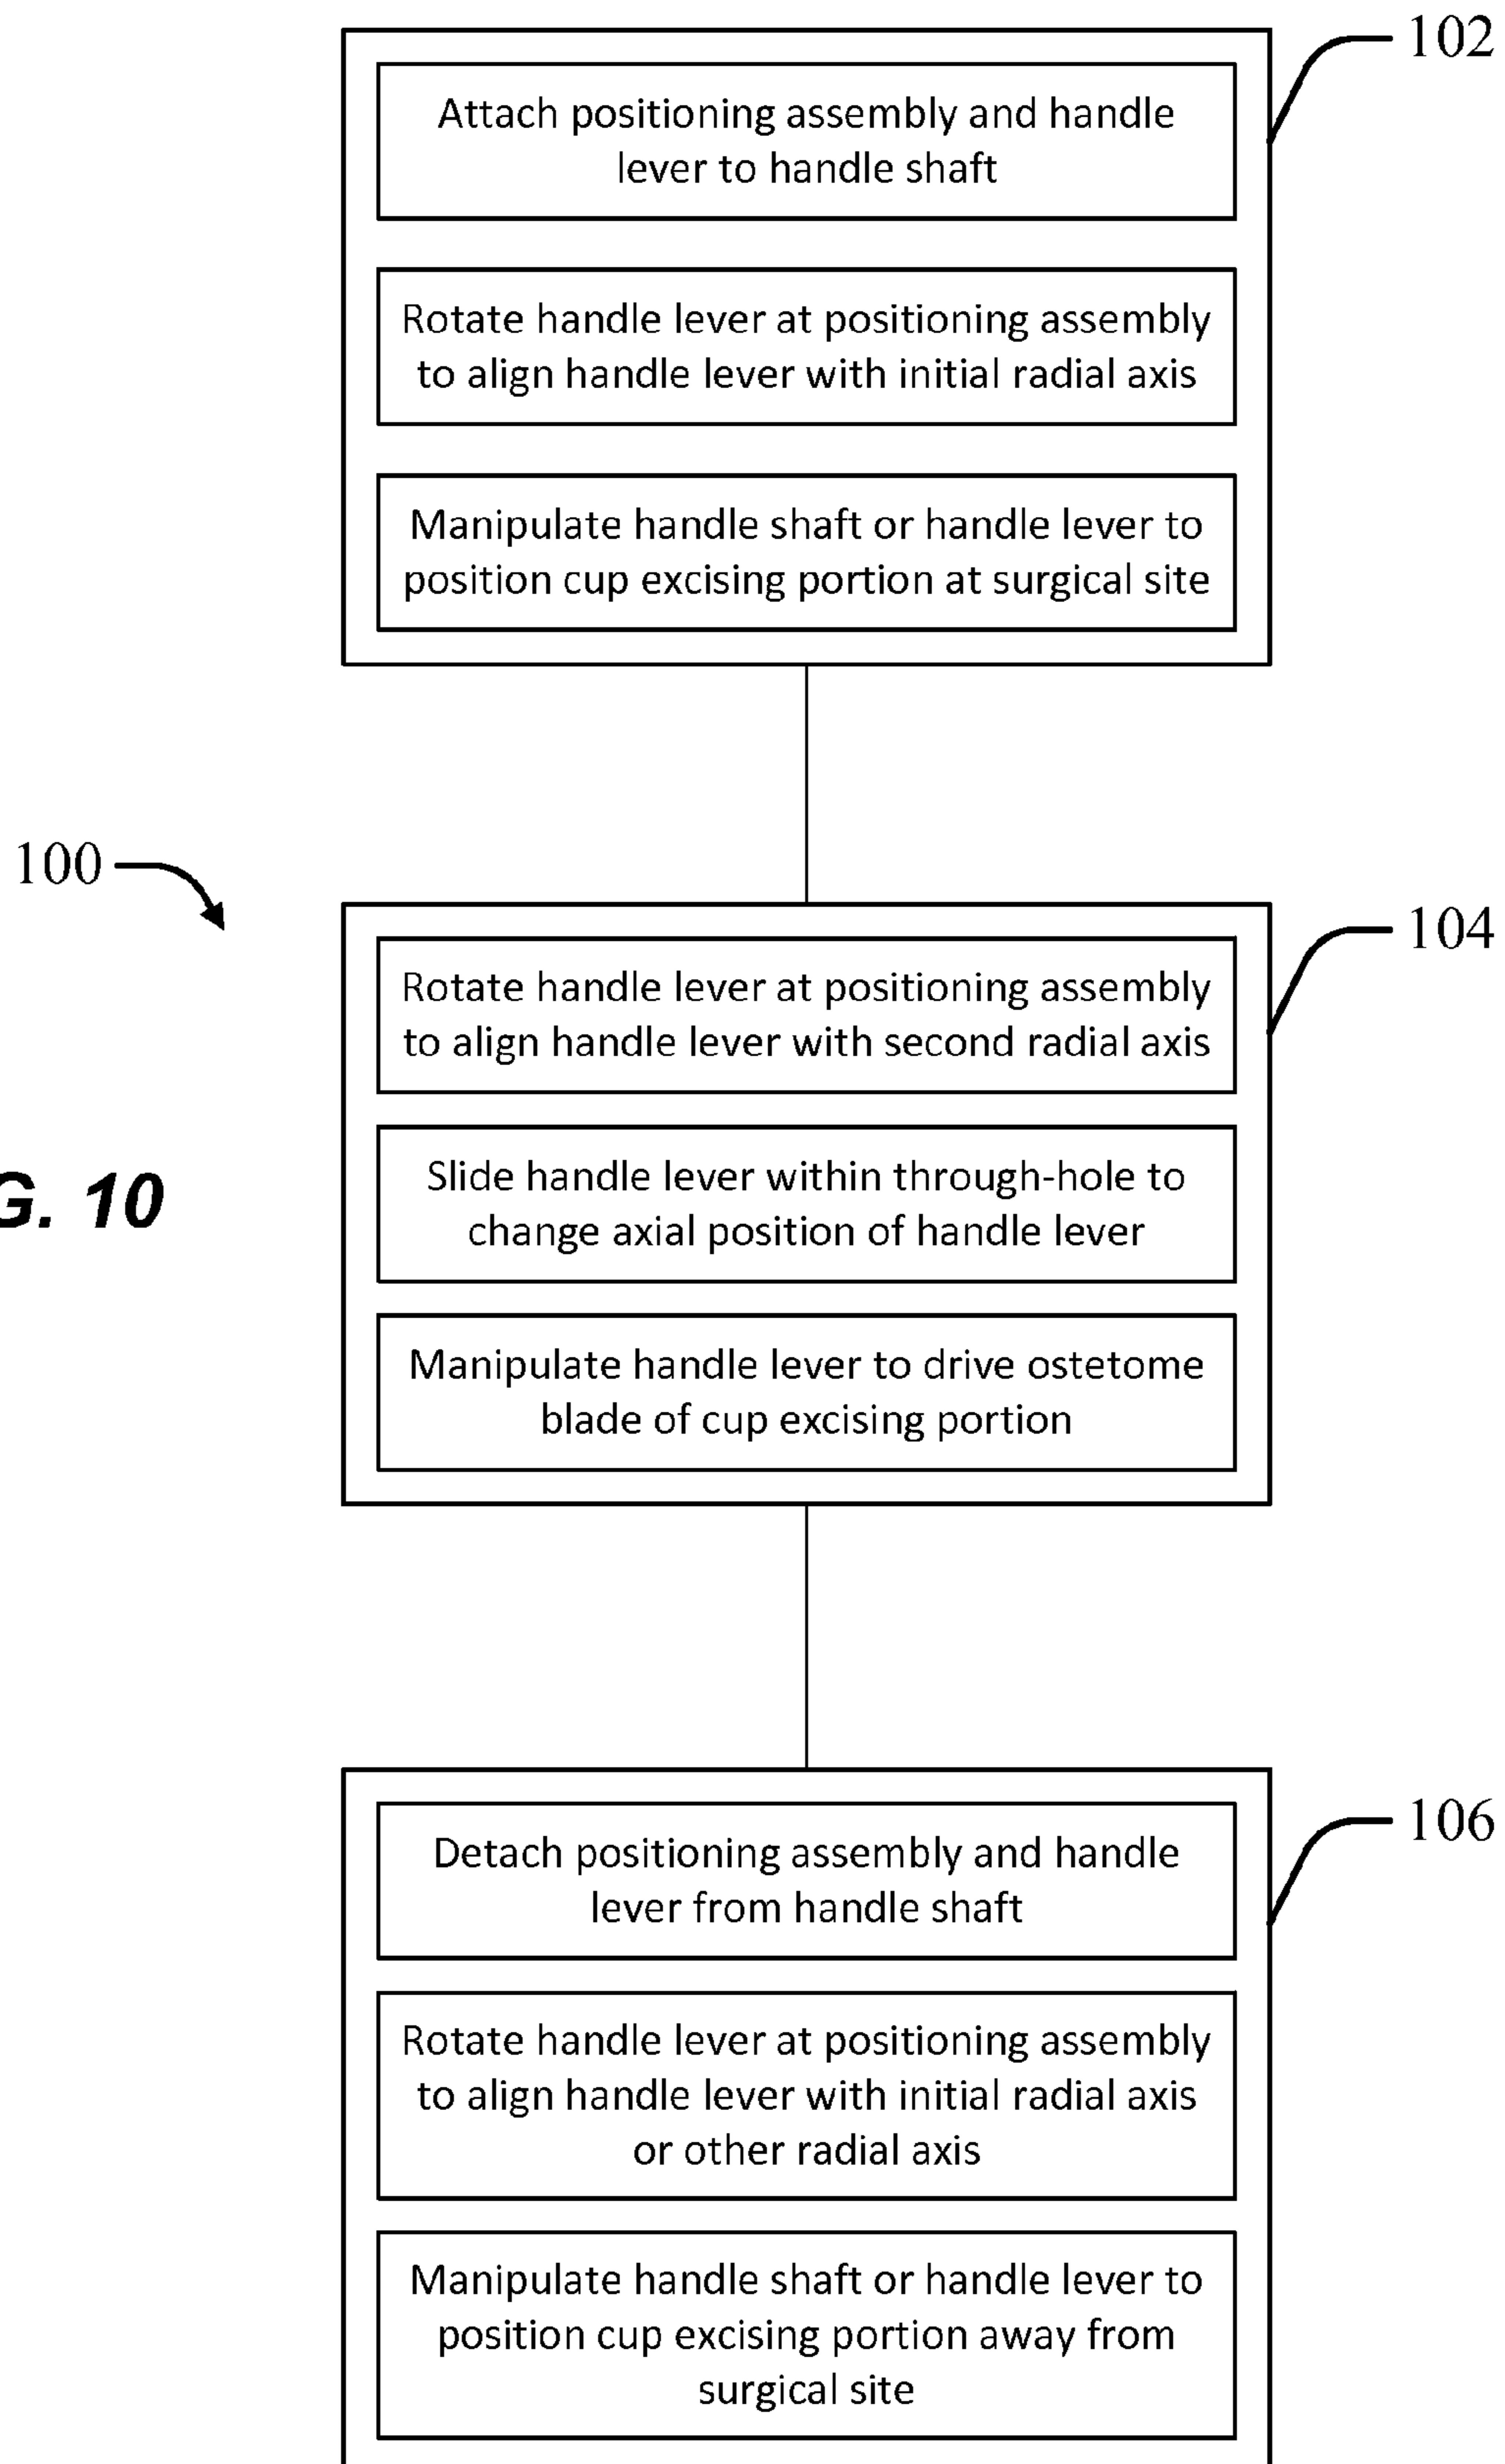 102
Attach positioning assembly and handle
lever to handle shaft
Rotate handle lever at positioning assembly
to align handle lever with initial radial axis
Manipulate handle shaft or handle lever to
position cup excising portion at surgical site
100
104
Rotate handle lever at positioning assembly
to align handle lever with second radial axis
G. 10
Slide handle lever within through-hole to
change axial position of handle lever
Manipulate handle lever to drive ostetome
blade of cup excising portion
106
Detach positioning assembly and handle
lever from handle shaft
Rotate handle lever at positioning assembly
to align handle lever with initial radial axis
or other radial axis
Manipulate handle shaft or handle lever to
position cup excising portion away from
surgical site